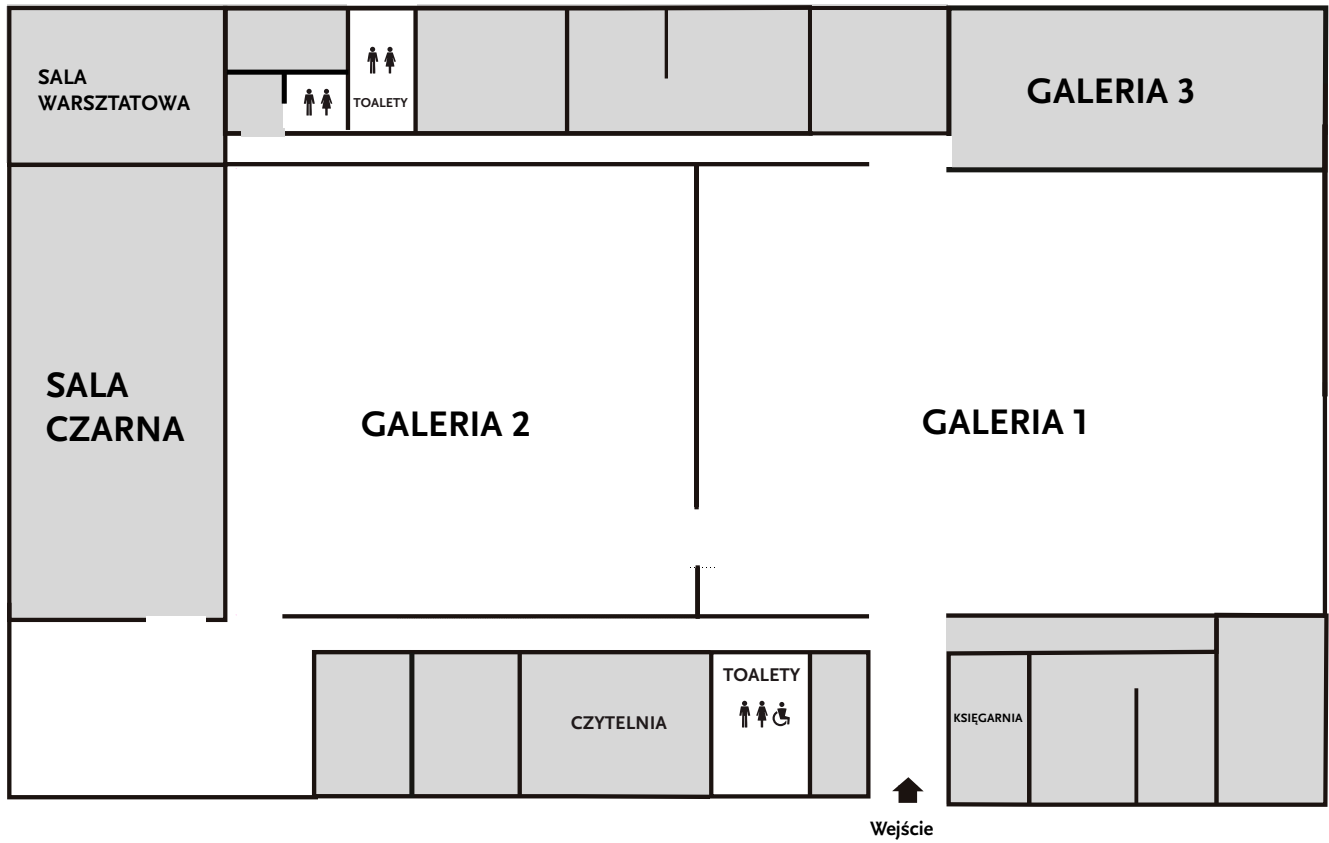 SALA
WARSZTATOWA
TOALETY
GALERIA 3
SALA
CZARNA
GALERIA 2
GALERIA 1
TOALETY
CZYTELNIA
KSIĘGARNIA
Wejście